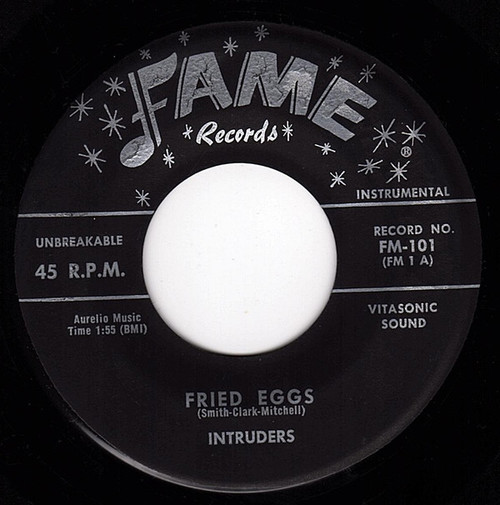 FAME
Records
®
INSTRUMENTAL
UNBREAKABLE
45 R.P.M.
RECORD NO.
FM-101
(FM 1 A)
Aurelio Music
Time 1:55 (BMI)
VITASONIC
SOUND
FRIED EGGS
(Smith-Clark-Mitchell)
INTRUDERS